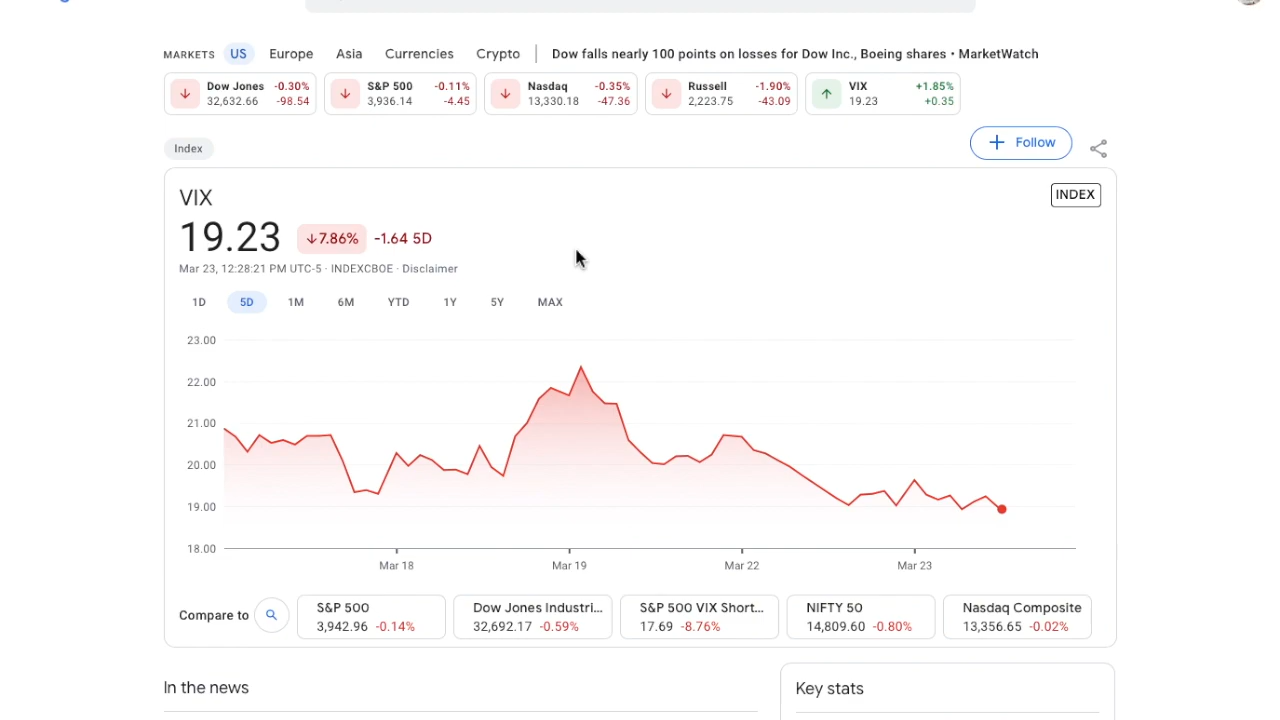 MARKETS US Europe Asia Currencies Crypto Dow falls nearly 100 points on losses for Dow Inc., Boeing shares • MarketWatch
Dow Jones -0.30% S&P 500 -0.11% Nasdaq -0.35% Russell -1.90% VIX +1.85%
32,632.66 -98.54 3,936.14 -4.45 13,330.18 -47.36 2,223.75 -43.09 19.23 +0.35
Index
Follow
VIX
INDEX
19.23 7.86% -1.64 5D
Mar 23, 12:28:21 PM UTC-5 · INDEXCBOE · Disclaimer
1D 5D 1M 6M YTD 1Y 5Y MAX
23.00
22.00
21.00
20.00
19.00
18.00
Mar 18 Mar 19 Mar 22 Mar 23
Compare to
S&P 500 Dow Jones Industri... S&P 500 VIX Short... NIFTY 50 Nasdaq Composite
3,942.96 -0.14% 32,692.17 -0.59% 17.69 -8.76% 14,809.60 -0.80% 13,356.65 -0.02%
In the news
Key stats